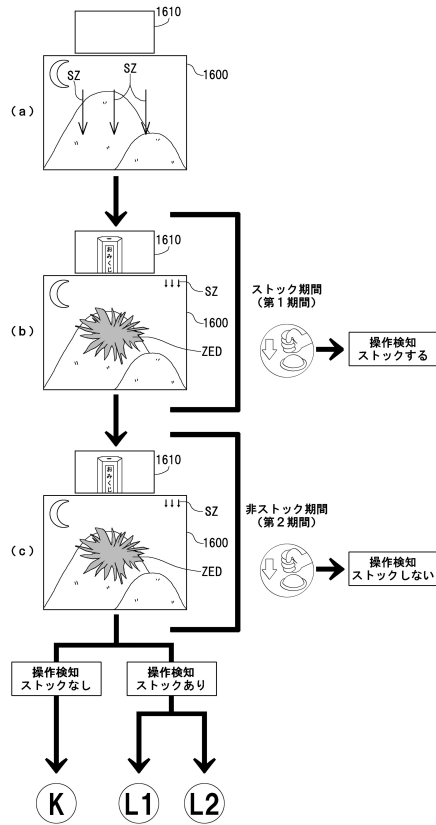 1610
1600
SZ
SZ
(a)
1610
おみくじ
SZ
1600
ZED
(b)
ストック期間
(第1期間)
操作検知
ストックする
1610
おみくじ
SZ
1600
ZED
(c)
非ストック期間
(第2期間)
操作検知
ストックしない
操作検知
ストックなし
操作検知
ストックあり
K
L1
L2